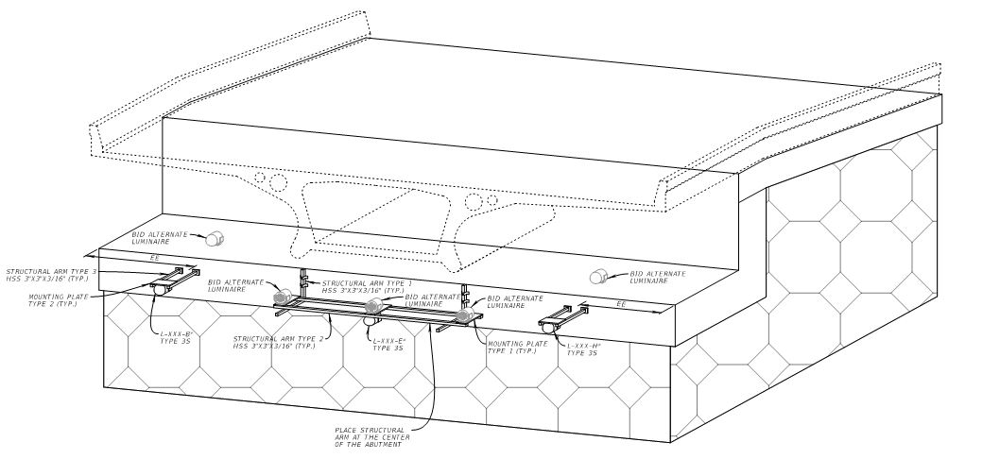 BID ALTERNATE
LUMINAIRE
EE
STRUCTURAL ARM TYPE 3
HSS 3"X3"X3/16" (TYP.)
MOUNTING PLATE
TYPE 2 (TYP.)
BID ALTERNATE
LUMINAIRE
STRUCTURAL ARM TYPE 1
HSS 3"X3"X3/16" (TYP.)
BID ALTERNATE
LUMINAIRE
BID ALTERNATE
LUMINAIRE
BID ALTERNATE
LUMINAIRE
EE
L-XXX-B*
TYPE 3S
STRUCTURAL ARM TYPE 2
HSS 3"X3"X3/16" (TYP.)
L-XXX-E*
TYPE 3S
MOUNTING PLATE
TYPE 1 (TYP.)
L-XXX-H*
TYPE 3S
PLACE STRUCTURAL
ARM AT THE CENTER
OF THE ABUTMENT